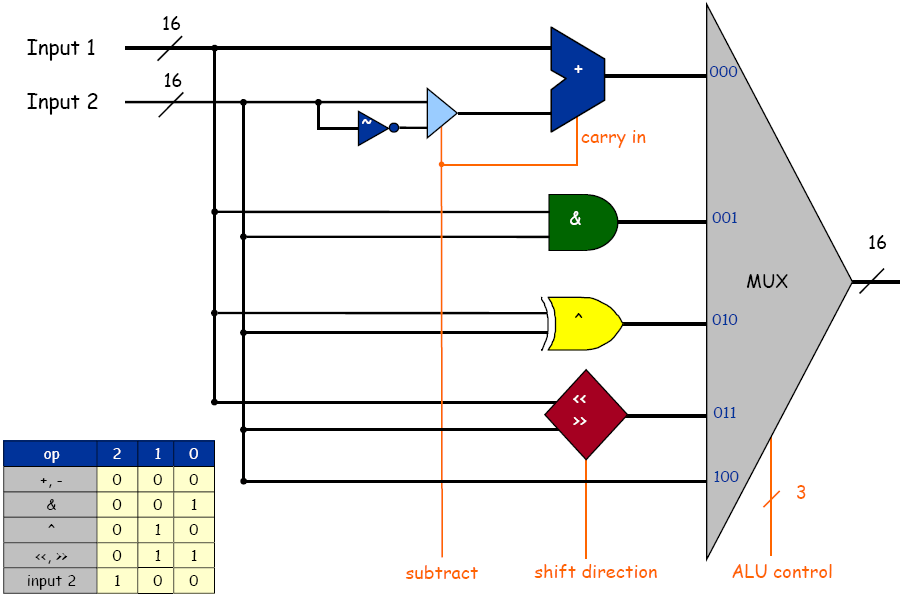 16
Input 1
16
Input 2
~
+
000
carry in
&
001
16
MUX
^
010
<<
>>
011
100
3
subtract
shift direction
ALU control
op 2 1 0
+, - 0 0 0
& 0 0 1
^ 0 1 0
<<, >> 0 1 1
input 2 1 0 0